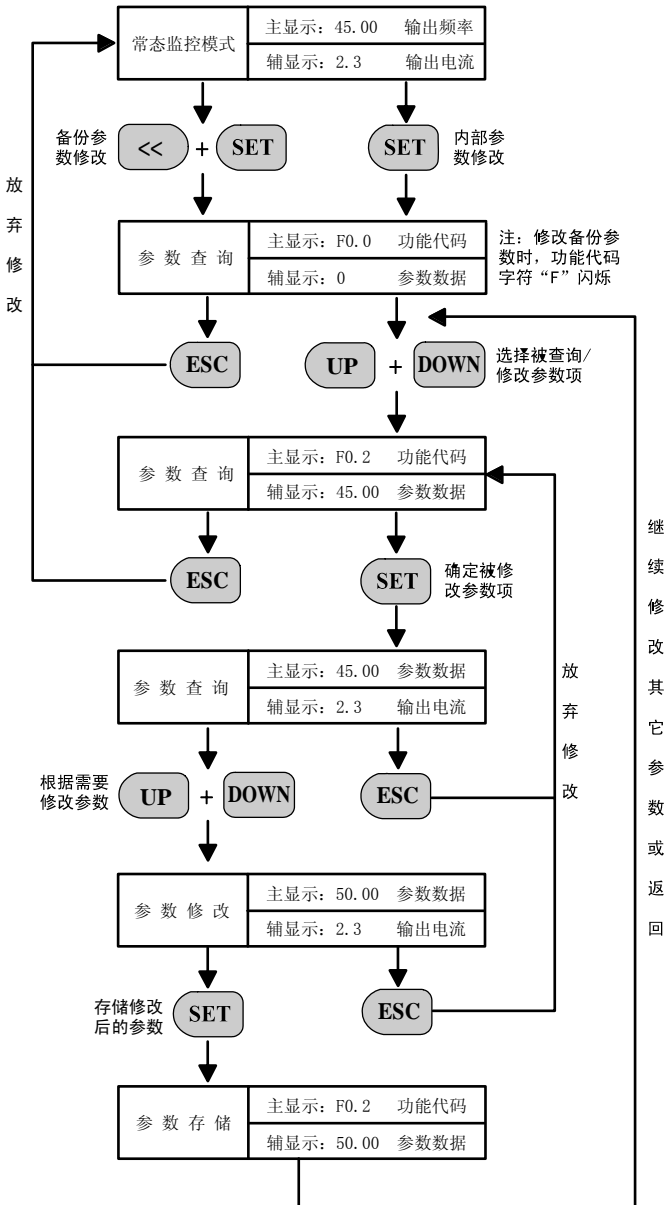 常态监控模式
主显示：45.00 输出频率
辅显示：2.3 输出电流
备份参
数修改
<< + SET
SET
内部参
数修改
放弃修改
参数查询
主显示：F0.0 功能代码
辅显示：0 参数数据
注：修改备份参
数时，功能代码
字符“F”闪烁
ESC
UP + DOWN
选择被查询/
修改参数项
参数查询
主显示：F0.2 功能代码
辅显示：45.00 参数数据
ESC
SET
确定被修
改参数项
继续修改其它参数或返回
参数查询
主显示：45.00 参数数据
辅显示：2.3 输出电流
放弃修改
根据需要
修改参数
UP + DOWN
ESC
参数修改
主显示：50.00 参数数据
辅显示：2.3 输出电流
存储修改
后的参数
SET
ESC
参数存储
主显示：F0.2 功能代码
辅显示：50.00 参数数据